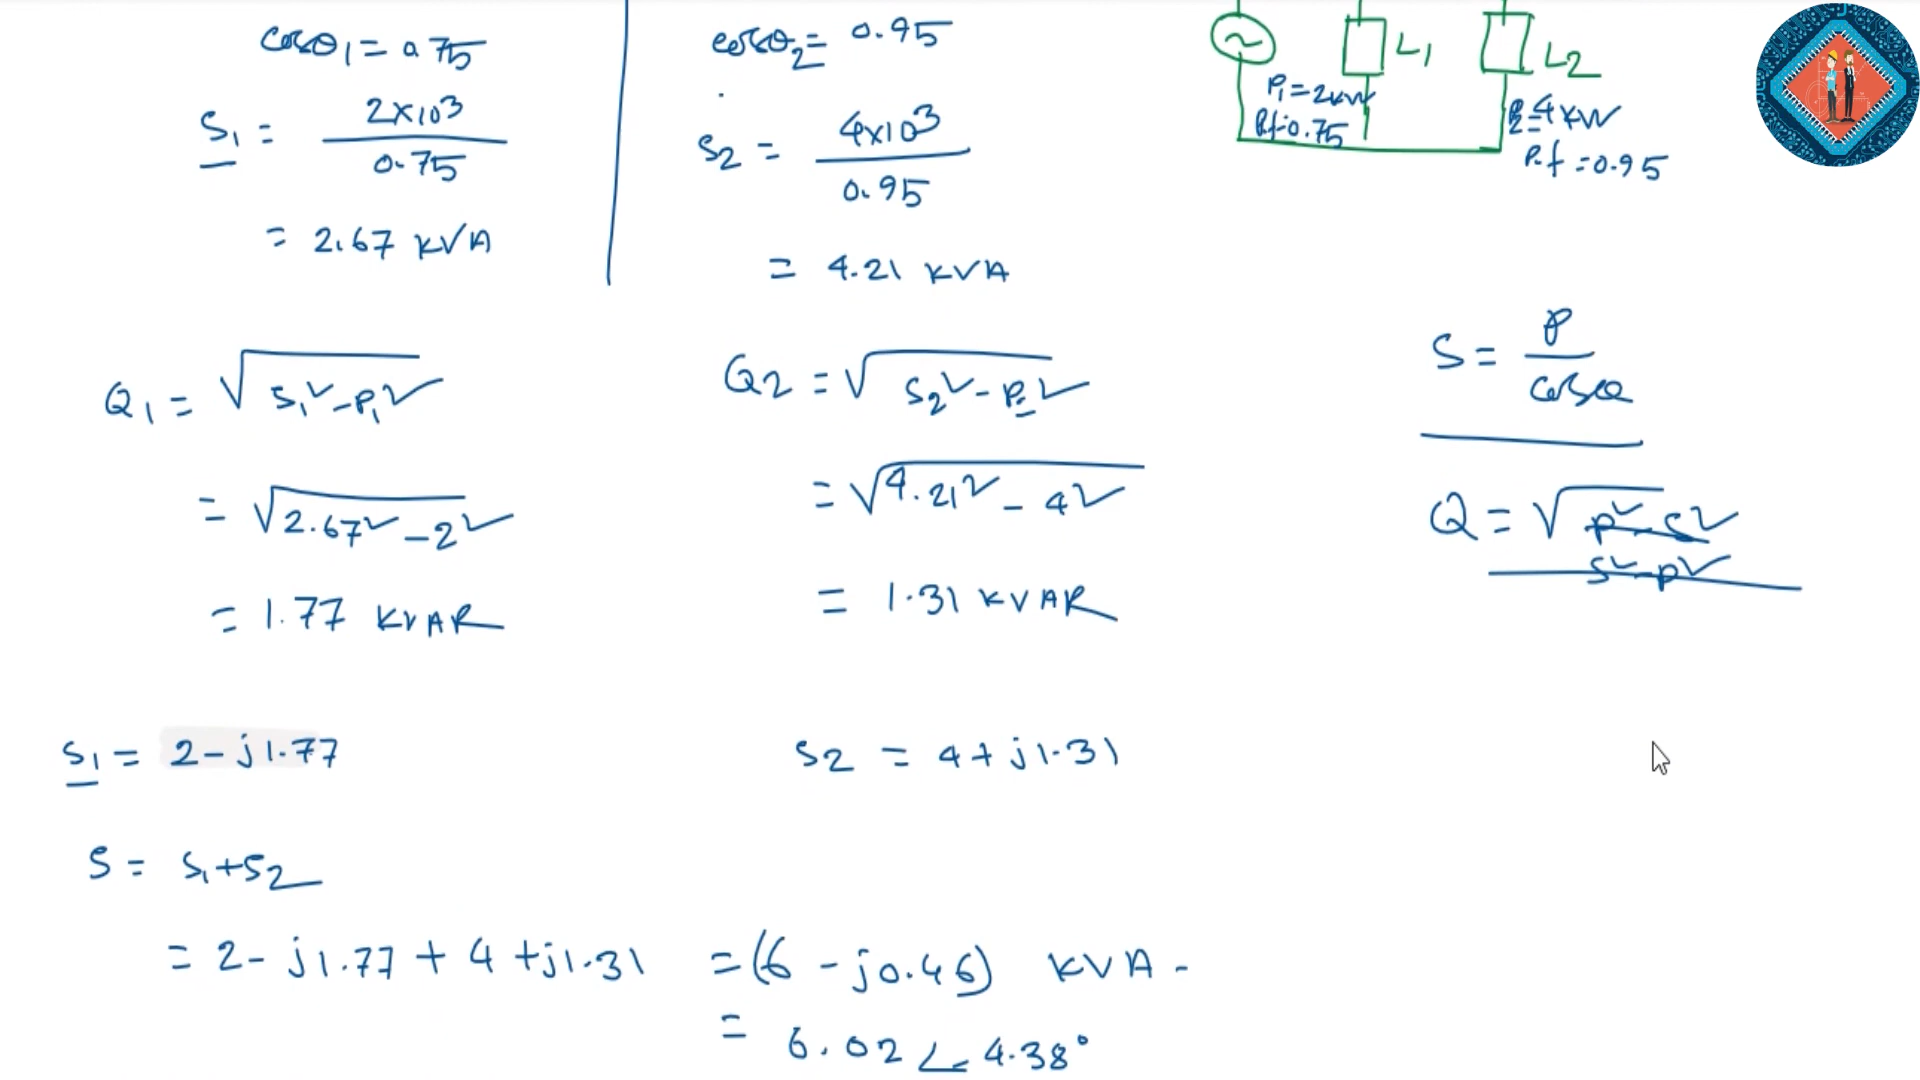 cosθ₁ = 0.75
S₁ = 2×10³ / 0.75
= 2.67 KVA
Q₁ = √(S₁² - P₁²)
= √(2.67² - 2²)
= 1.77 KVAR
cosθ₂ = 0.95
S₂ = 4×10³ / 0.95
= 4.21 KVA
Q₂ = √(S₂² - P₂²)
= √(4.21² - 4²)
= 1.31 KVAR
~
L₁
L₂
P₁ = 2kW
P.f = 0.75
P₂ = 4 KW
P.f = 0.95
S = P / cosθ
Q = √(P² - S²)
S² - P²
S₁ = 2 - j1.77
S₂ = 4 + j1.31
S = S₁ + S₂
= 2 - j1.77 + 4 + j1.31 = (6 - j0.46) KVA -
= 6.02 ∠- 4.38°